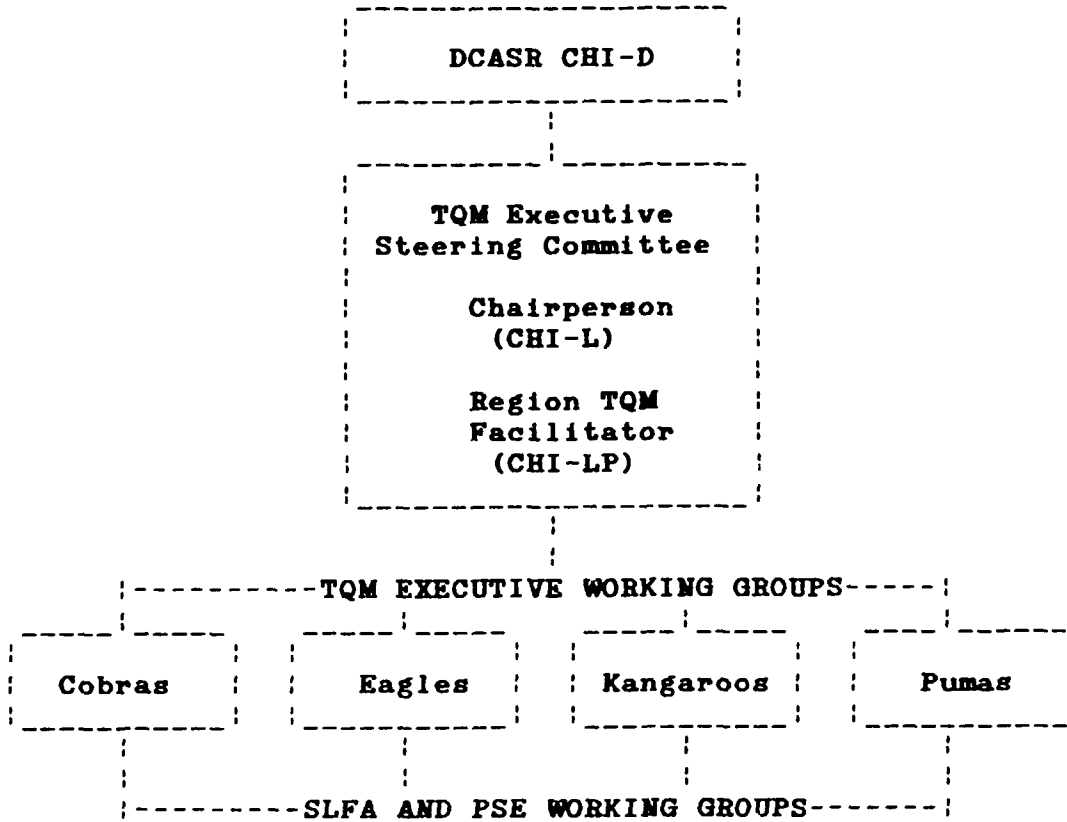 DCASR CHI-D
TQM Executive
Steering Committee
Chairperson
(CHI-L)
Region TQM
Facilitator
(CHI-LP)
TQM EXECUTIVE WORKING GROUPS
Cobras
Eagles
Kangaroos
Pumas
SLFA AND PSE WORKING GROUPS